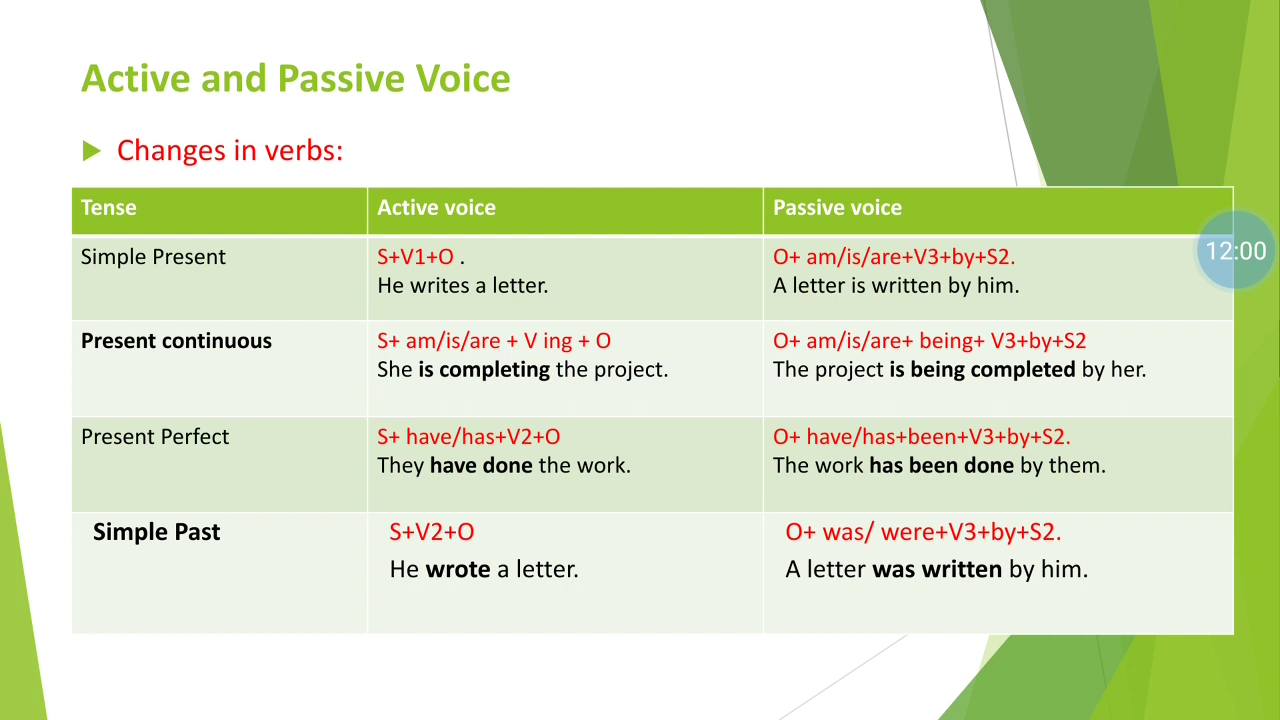 Active and Passive Voice
Changes in verbs:
Tense
Active voice
Passive voice
Simple Present
S+V1+O .
He writes a letter.
O+ am/is/are+V3+by+S2.
A letter is written by him.
12:00
Present continuous
S+ am/is/are + V ing + O
She is completing the project.
O+ am/is/are+ being+ V3+by+S2
The project is being completed by her.
Present Perfect
S+ have/has+V2+O
They have done the work.
O+ have/has+been+V3+by+S2.
The work has been done by them.
Simple Past
S+V2+O
He wrote a letter.
O+ was/ were+V3+by+S2.
A letter was written by him.